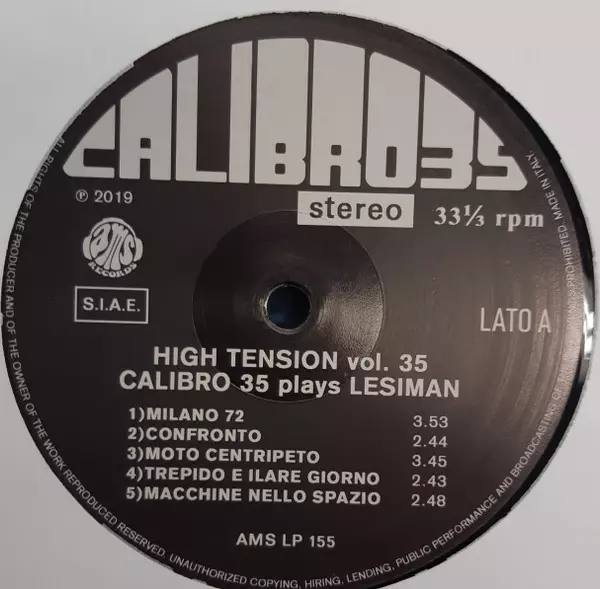 CALIBRO35
℗ 2019
stereo
33⅓ rpm
ams
RECORDS
S.I.A.E.
LATO A
HIGH TENSION vol. 35
CALIBRO 35 plays LESIMAN
1)MILANO 72 3.53
2)CONFRONTO 2.44
3)MOTO CENTRIPETO 3.45
4)TREPIDO E ILARE GIORNO 2.43
5)MACCHINE NELLO SPAZIO 2.48
AMS LP 155
ALL RIGHTS OF THE PRODUCER AND OF THE OWNER OF THE WORK REPRODUCED RESERVED. UNAUTHORIZED COPYING, HIRING, LENDING, PUBLIC PERFORMANCE AND BROADCASTING OF PROHIBITED. MADE IN ITALY.